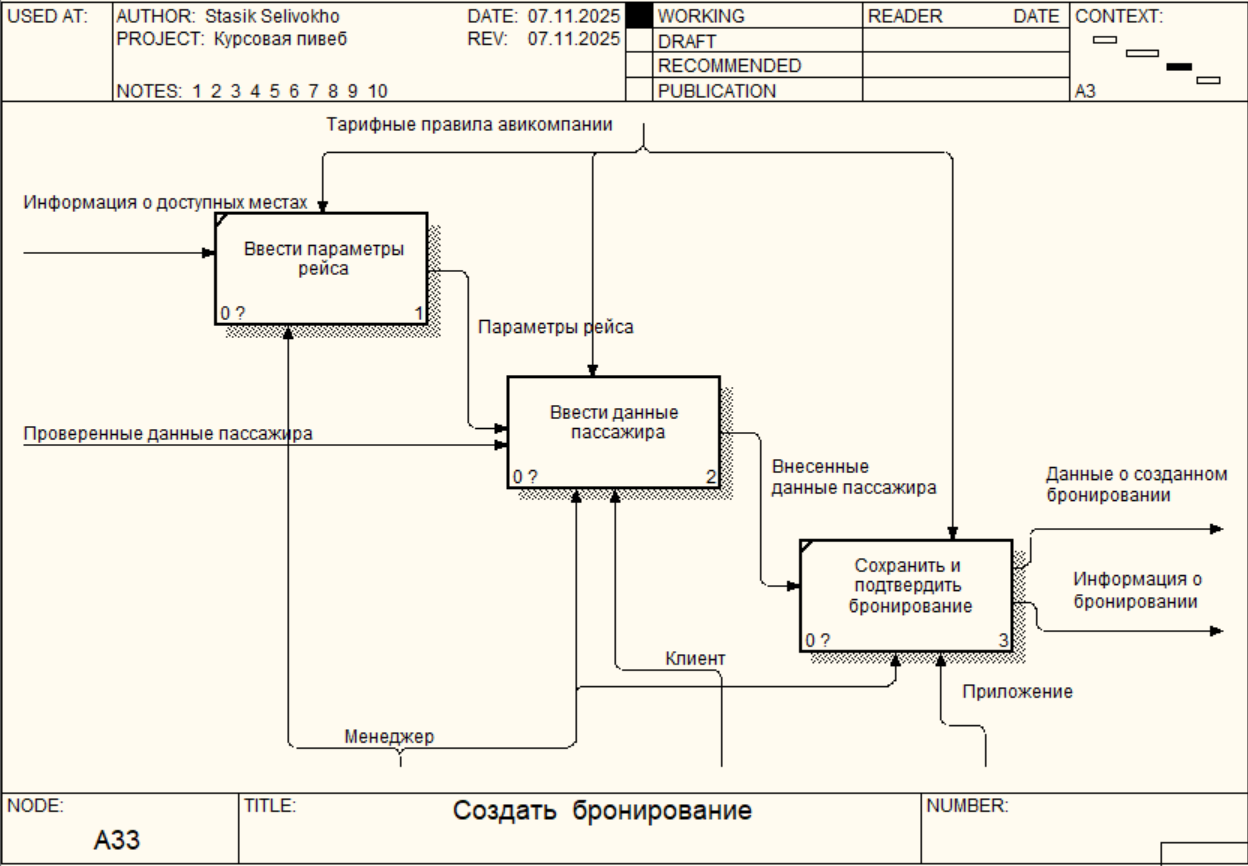 USED AT:
AUTHOR: Stasik Selivokho
DATE: 07.11.2025
PROJECT: Курсовая пивеб
REV: 07.11.2025
NOTES: 1 2 3 4 5 6 7 8 9 10
WORKING
DRAFT
RECOMMENDED
PUBLICATION
READER DATE
CONTEXT:
A3
Тарифные правила авикомпании
Информация о доступных местах
Ввести параметры
рейса
0 ? 1
Параметры рейса
Ввести данные
пассажира
0 ? 2
Проверенные данные пассажира
Внесенные
данные пассажира
Данные о созданном
бронировании
Сохранить и
подтвердить
бронирование
0 ? 3
Информация о
бронировании
Клиент
Приложение
Менеджер
NODE:
A33
TITLE:
Создать бронирование
NUMBER: